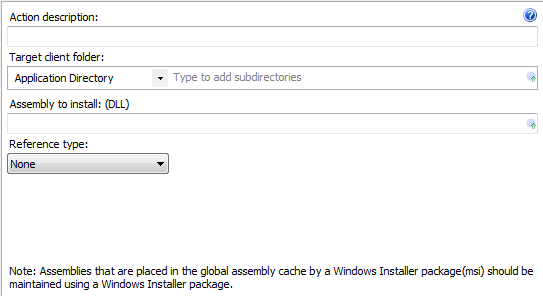 Action description:
Target client folder:
Application Directory Type to add subdirectories
Assembly to install: (DLL)
Reference type:
None
Note: Assemblies that are placed in the global assembly cache by a Windows Installer package(msi) should be
maintained using a Windows Installer package.